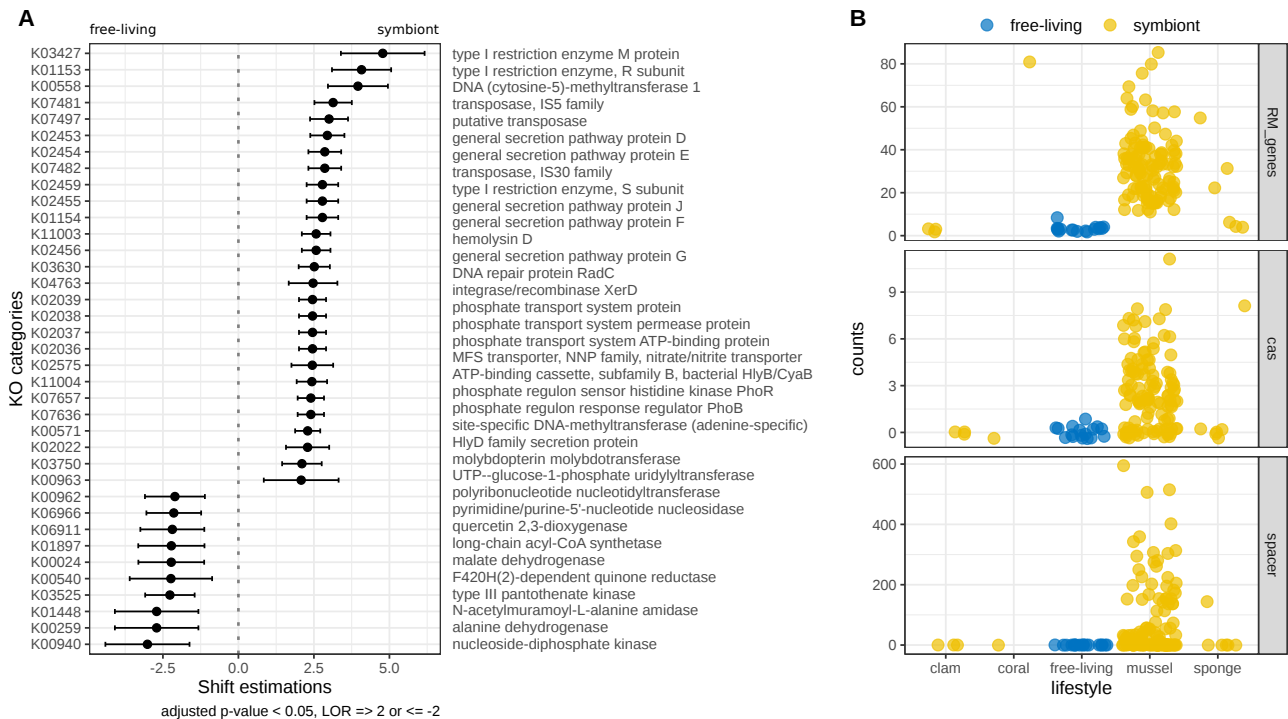 A
free-living symbiont
K03427 type I restriction enzyme M protein
K01153 type I restriction enzyme, R subunit
K00558 DNA (cytosine-5)-methyltransferase 1
K07481 transposase, IS5 family
K07497 putative transposase
K02453 general secretion pathway protein D
K02454 general secretion pathway protein E
K07482 transposase, IS30 family
K02459 type I restriction enzyme, S subunit
K02455 general secretion pathway protein J
K01154 general secretion pathway protein F
K11003 hemolysin D
K02456 general secretion pathway protein G
K03630 DNA repair protein RadC
K04763 integrase/recombinase XerD
K02039 phosphate transport system protein
K02038 phosphate transport system permease protein
K02037 phosphate transport system ATP-binding protein
K02036 MFS transporter, NNP family, nitrate/nitrite transporter
K02575 ATP-binding cassette, subfamily B, bacterial HlyB/CyaB
K11004 phosphate regulon sensor histidine kinase PhoR
K07657 phosphate regulon response regulator PhoB
K07636 site-specific DNA-methyltransferase (adenine-specific)
K00571 HlyD family secretion protein
K02022 molybdopterin molybdotransferase
K03750 UTP--glucose-1-phosphate uridylyltransferase
K00963 polyribonucleotide nucleotidyltransferase
K00962 pyrimidine/purine-5'-nucleotide nucleosidase
K06966 quercetin 2,3-dioxygenase
K06911 long-chain acyl-CoA synthetase
K01897 malate dehydrogenase
K00024 F420H(2)-dependent quinone reductase
K00540 type III pantothenate kinase
K03525 N-acetylmuramoyl-L-alanine amidase
K01448 alanine dehydrogenase
K00259 nucleoside-diphosphate kinase
K00940
KO categories
-2.5 0.0 2.5 5.0
Shift estimations
adjusted p-value < 0.05, LOR => 2 or <= -2
B
free-living symbiont
80
60
40
20
0
RM_genes
9
6
3
0
cas
600
400
200
0
spacer
counts
clam coral free-living mussel sponge
lifestyle